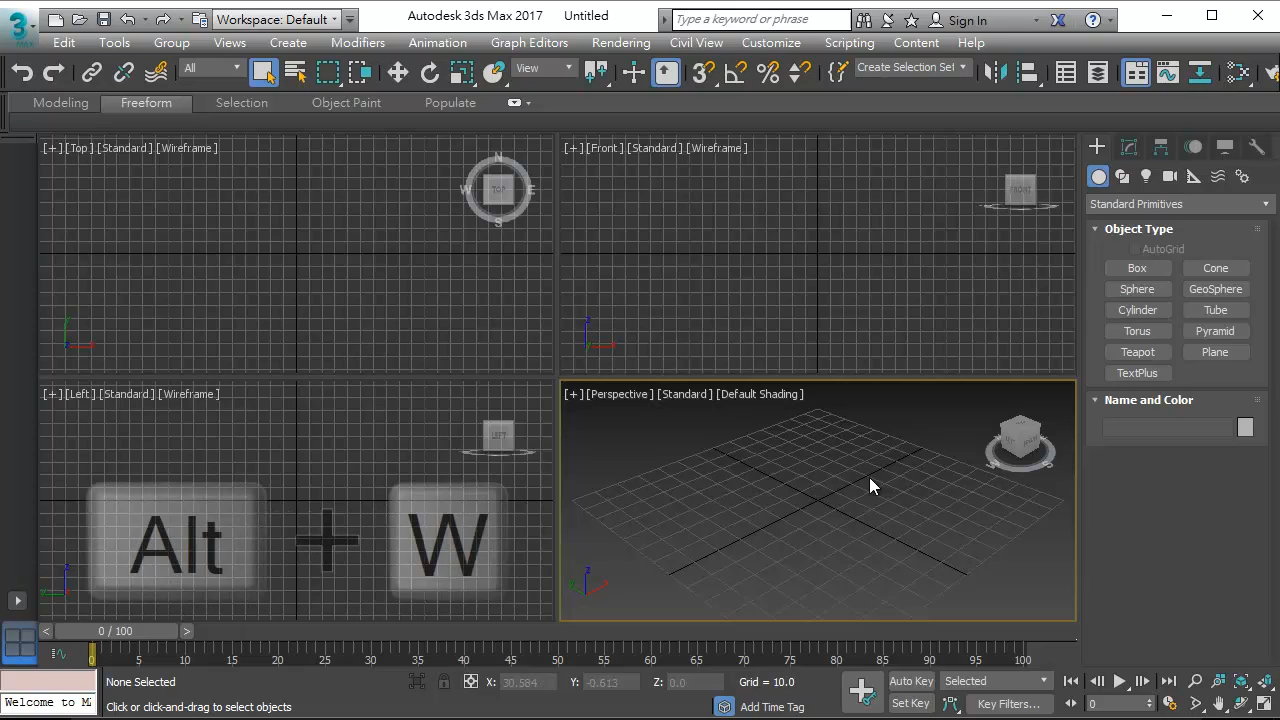 3
MAX
Workspace: Default
Autodesk 3ds Max 2017 Untitled
Type a keyword or phrase
Sign In
Edit Tools Group Views Create Modifiers Animation Graph Editors Rendering Civil View Customize Scripting Content Help
All
View
3
Create Selection Set
Modeling Freeform Selection Object Paint Populate
[+] [Top] [Standard] [Wireframe]
N
W TOP E
S
[+] [Front] [Standard] [Wireframe]
FRONT
Standard Primitives
Object Type
AutoGrid
Box Cone
Sphere GeoSphere
Cylinder Tube
Torus Pyramid
Teapot Plane
TextPlus
Name and Color
[+] [Left] [Standard] [Wireframe]
LEFT
[+] [Perspective] [Standard] [Default Shading]
Alt + W
< 0 / 100 >
0 5 10 15 20 25 30 35 40 45 50 55 60 65 70 75 80 85 90 95 100
None Selected
X: 30.584 Y: -0.613 Z: 0.0
Grid = 10.0
Auto Key Selected
Welcome to M
Click or click-and-drag to select objects
Add Time Tag
Set Key Key Filters...
0